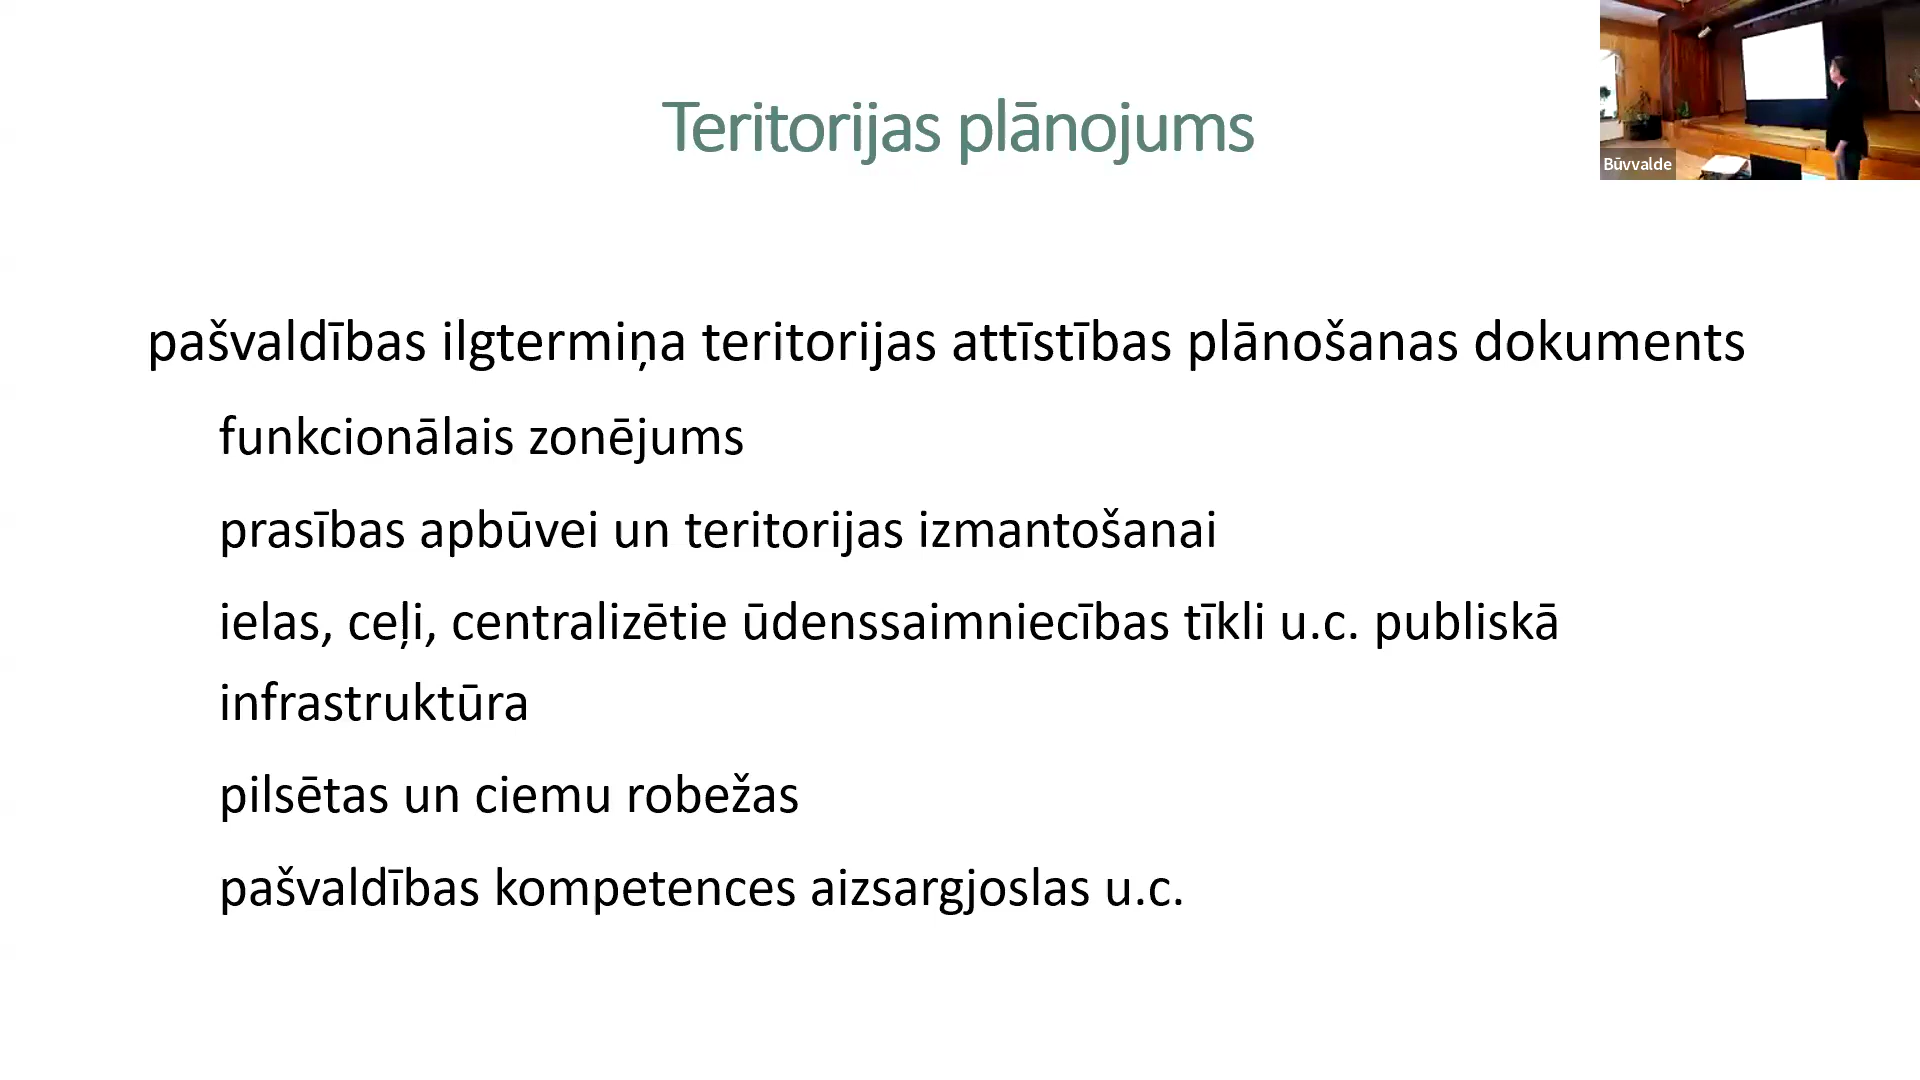 Teritorijas plānojums
Būvvalde
pašvaldības ilgtermiņa teritorijas attīstības plānošanas dokuments
funkcionālais zonējums
prasības apbūvei un teritorijas izmantošanai
ielas, ceļi, centralizētie ūdenssaimniecības tīkli u.c. publiskā
infrastruktūra
pilsētas un ciemu robežas
pašvaldības kompetences aizsargjoslas u.c.